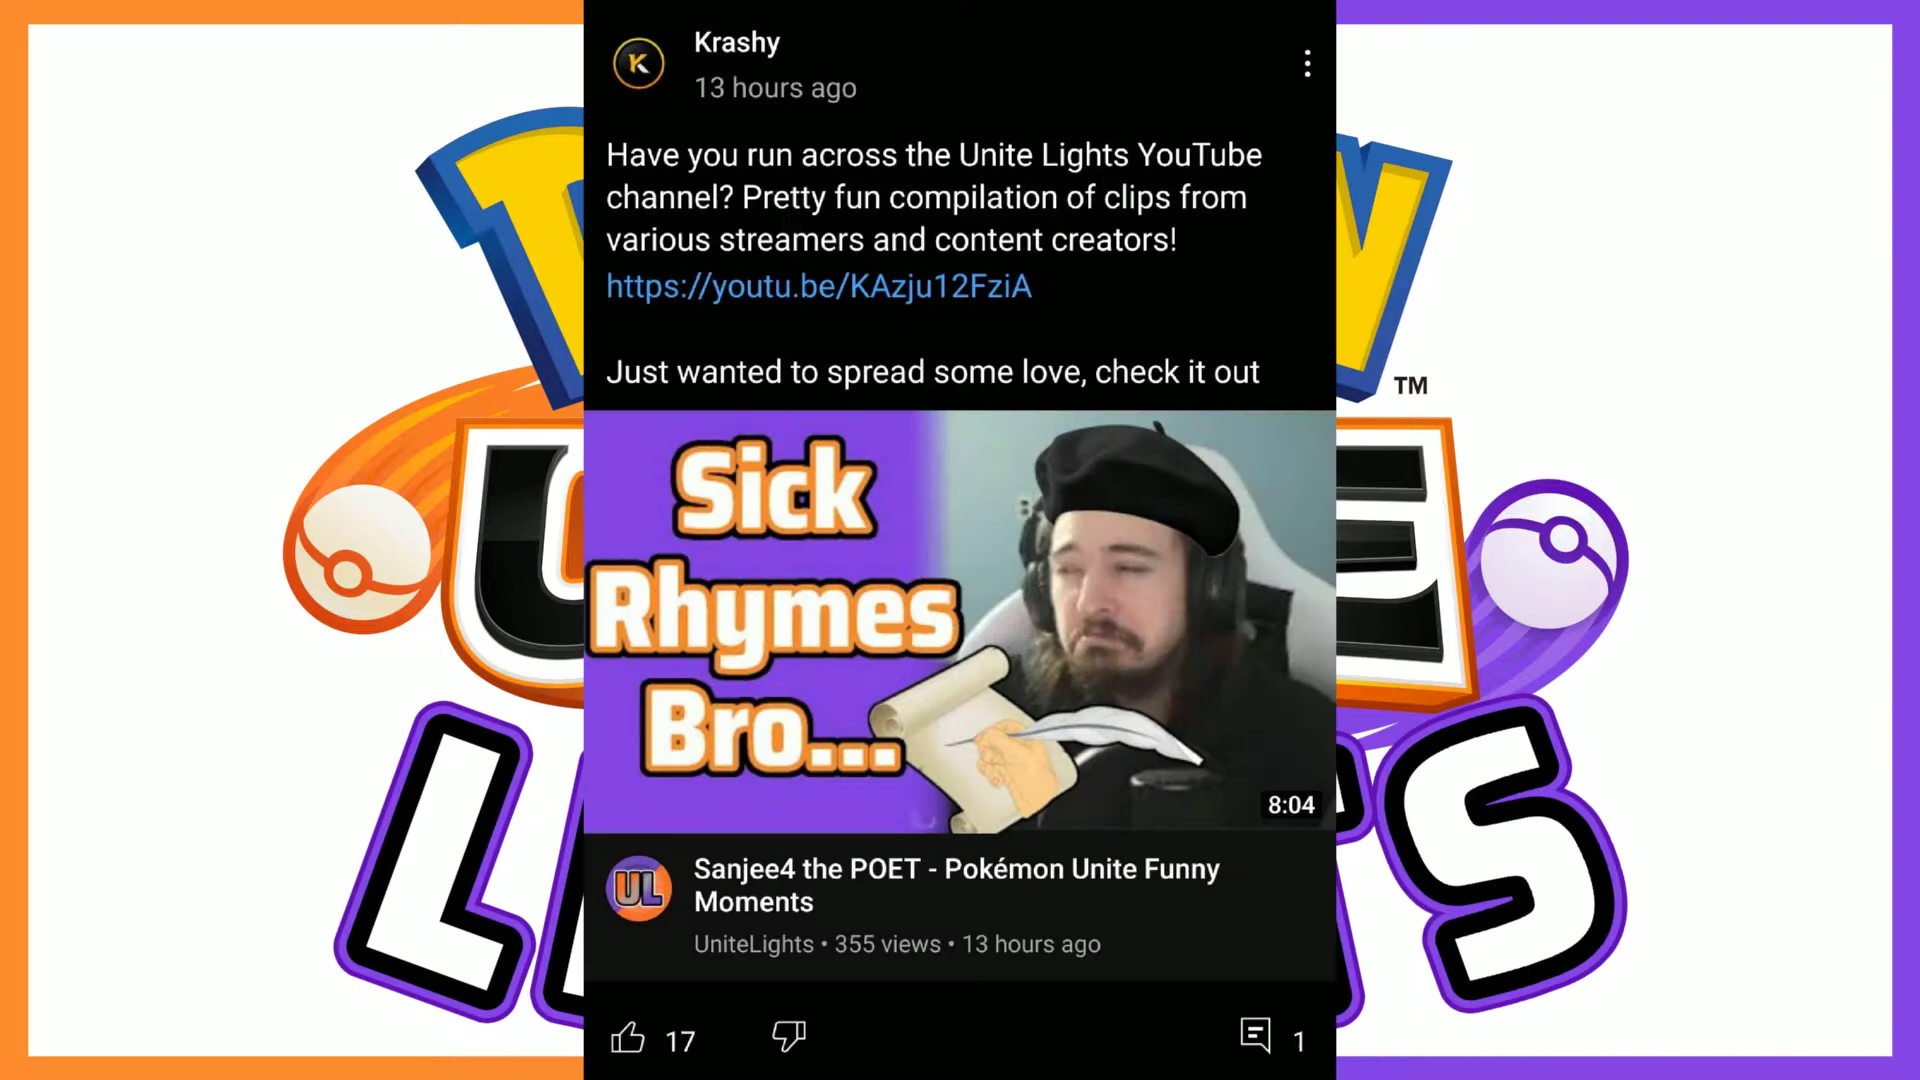 Krashy
13 hours ago
Have you run across the Unite Lights YouTube
channel? Pretty fun compilation of clips from
various streamers and content creators!
https://youtu.be/KAzju12FziA
Just wanted to spread some love, check it out
TM
Sick
Rhymes
Bro...
8:04
UL
Sanjee4 the POET - Pokémon Unite Funny
Moments
UniteLights • 355 views • 13 hours ago
17
1